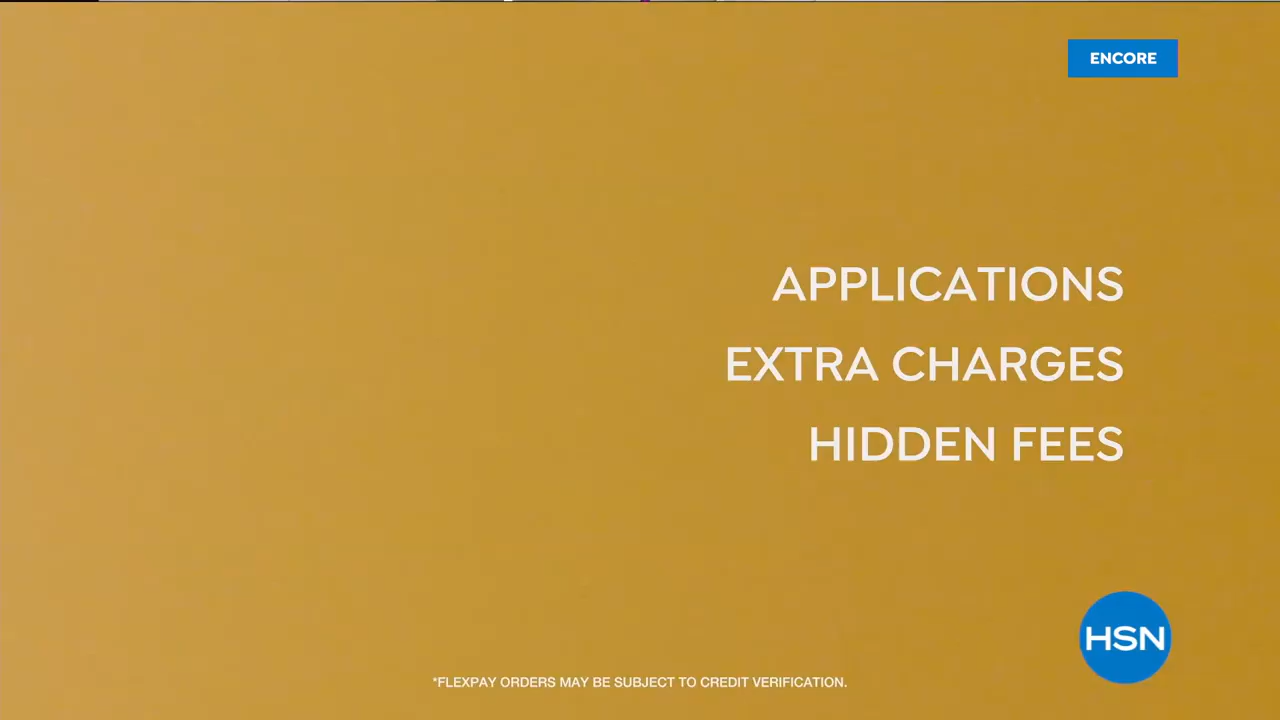 ENCORE
APPLICATIONS
EXTRA CHARGES
HIDDEN FEES
HSN
*FLEXPAY ORDERS MAY BE SUBJECT TO CREDIT VERIFICATION.